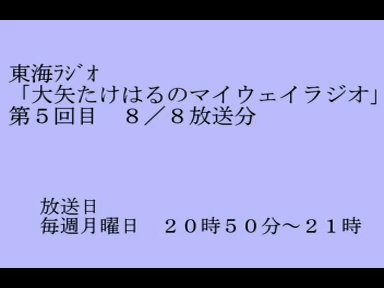 東海ﾗｼﾞｵ
「大矢たけはるのマイウェイラジオ」
第５回目　８／８放送分
放送日
毎週月曜日　２０時５０分～２１時